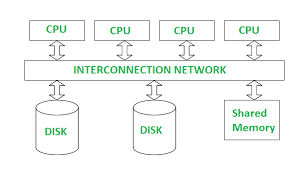 CPU CPU CPU CPU
INTERCONNECTION NETWORK
DISK DISK Shared
Memory